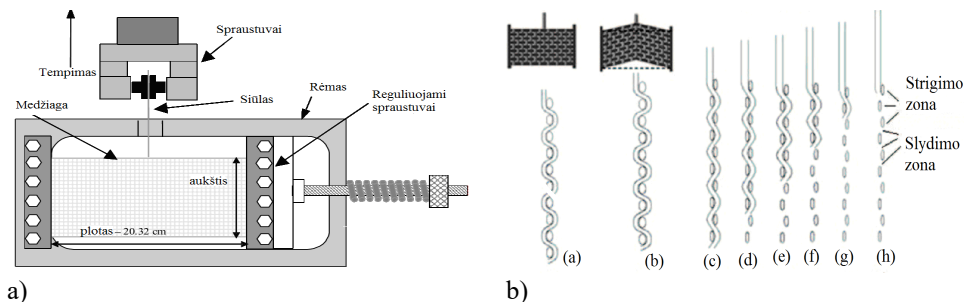 Tempimas
Spraustuvai
Siūlas
Medžiaga
Rėmas
Reguliuojami
spraustuvai
aukštis
plotas – 20.32 cm
a)
(a)
(b)
(c)
(d)
(e)
(f)
(g)
(h)
Strigimo
zona
Slydimo
zona
b)